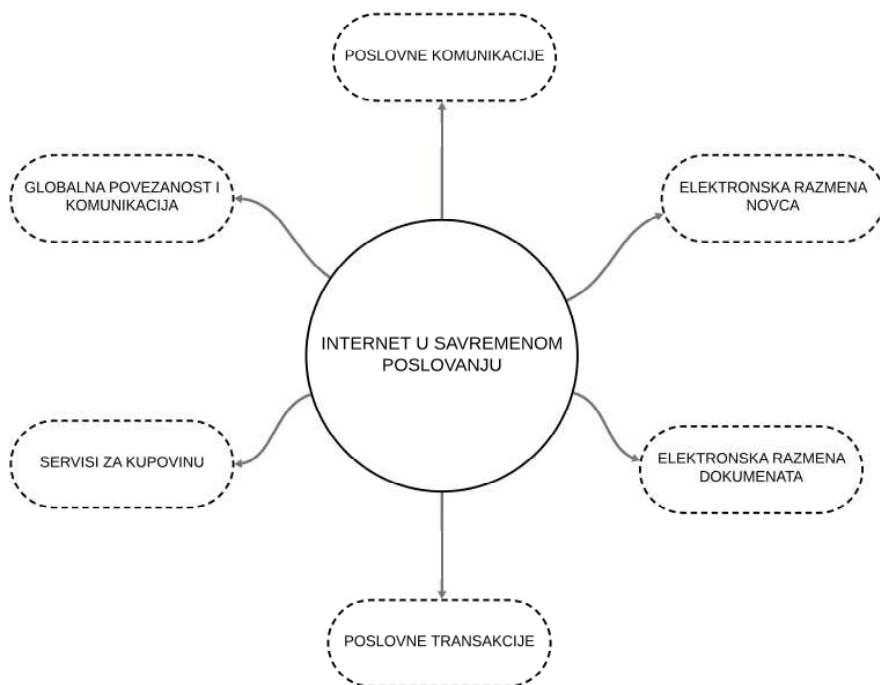 POSLOVNE KOMUNIKACIJE
GLOBALNA POVEZANOST I
KOMUNIKACIJA
ELEKTRONSKA RAZMENA
NOVCA
INTERNET U SAVREMENOM
POSLOVANJU
SERVISI ZA KUPOVINU
ELEKTRONSKA RAZMENA
DOKUMENATA
POSLOVNE TRANSAKCIJE